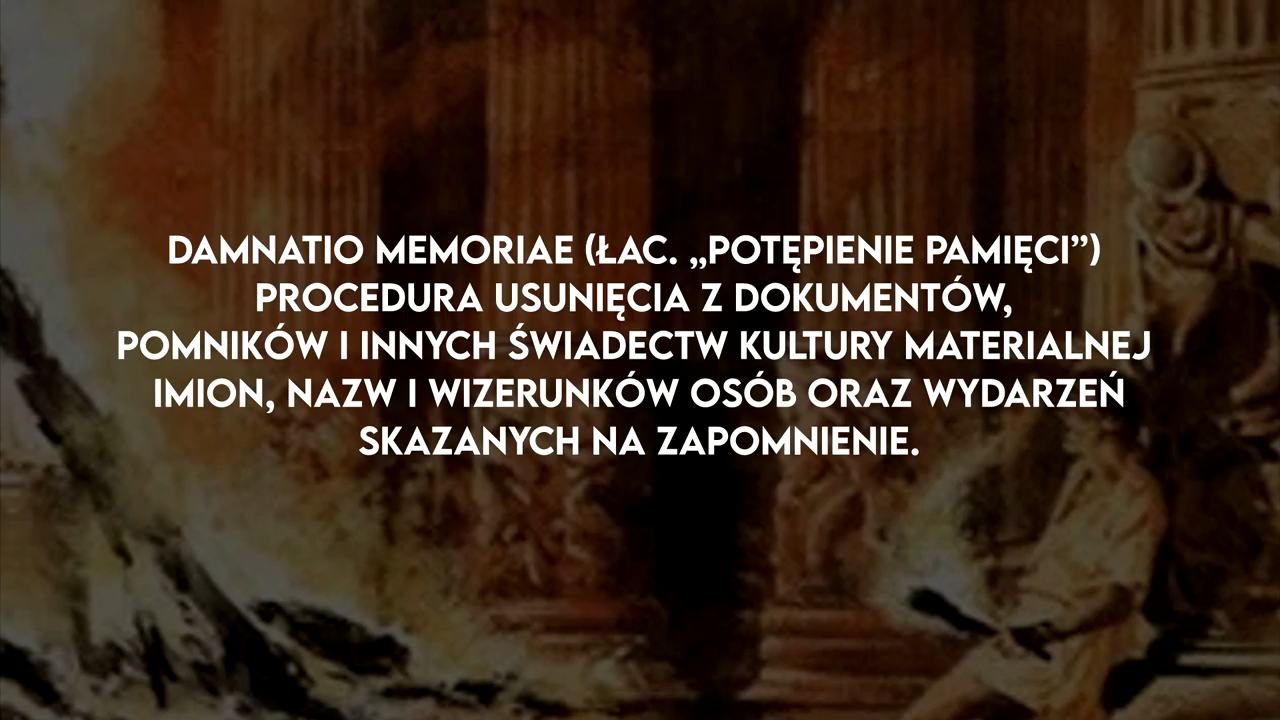 DAMNATIO MEMORIAE (ŁAC. „POTĘPIENIE PAMIĘCI”)
PROCEDURA USUNIĘCIA Z DOKUMENTÓW,
POMNIKÓW I INNYCH ŚWIADECTW KULTURY MATERIALNEJ
IMION, NAZW I WIZERUNKÓW OSÓB ORAZ WYDARZEŃ
SKAZANYCH NA ZAPOMNIENIE.